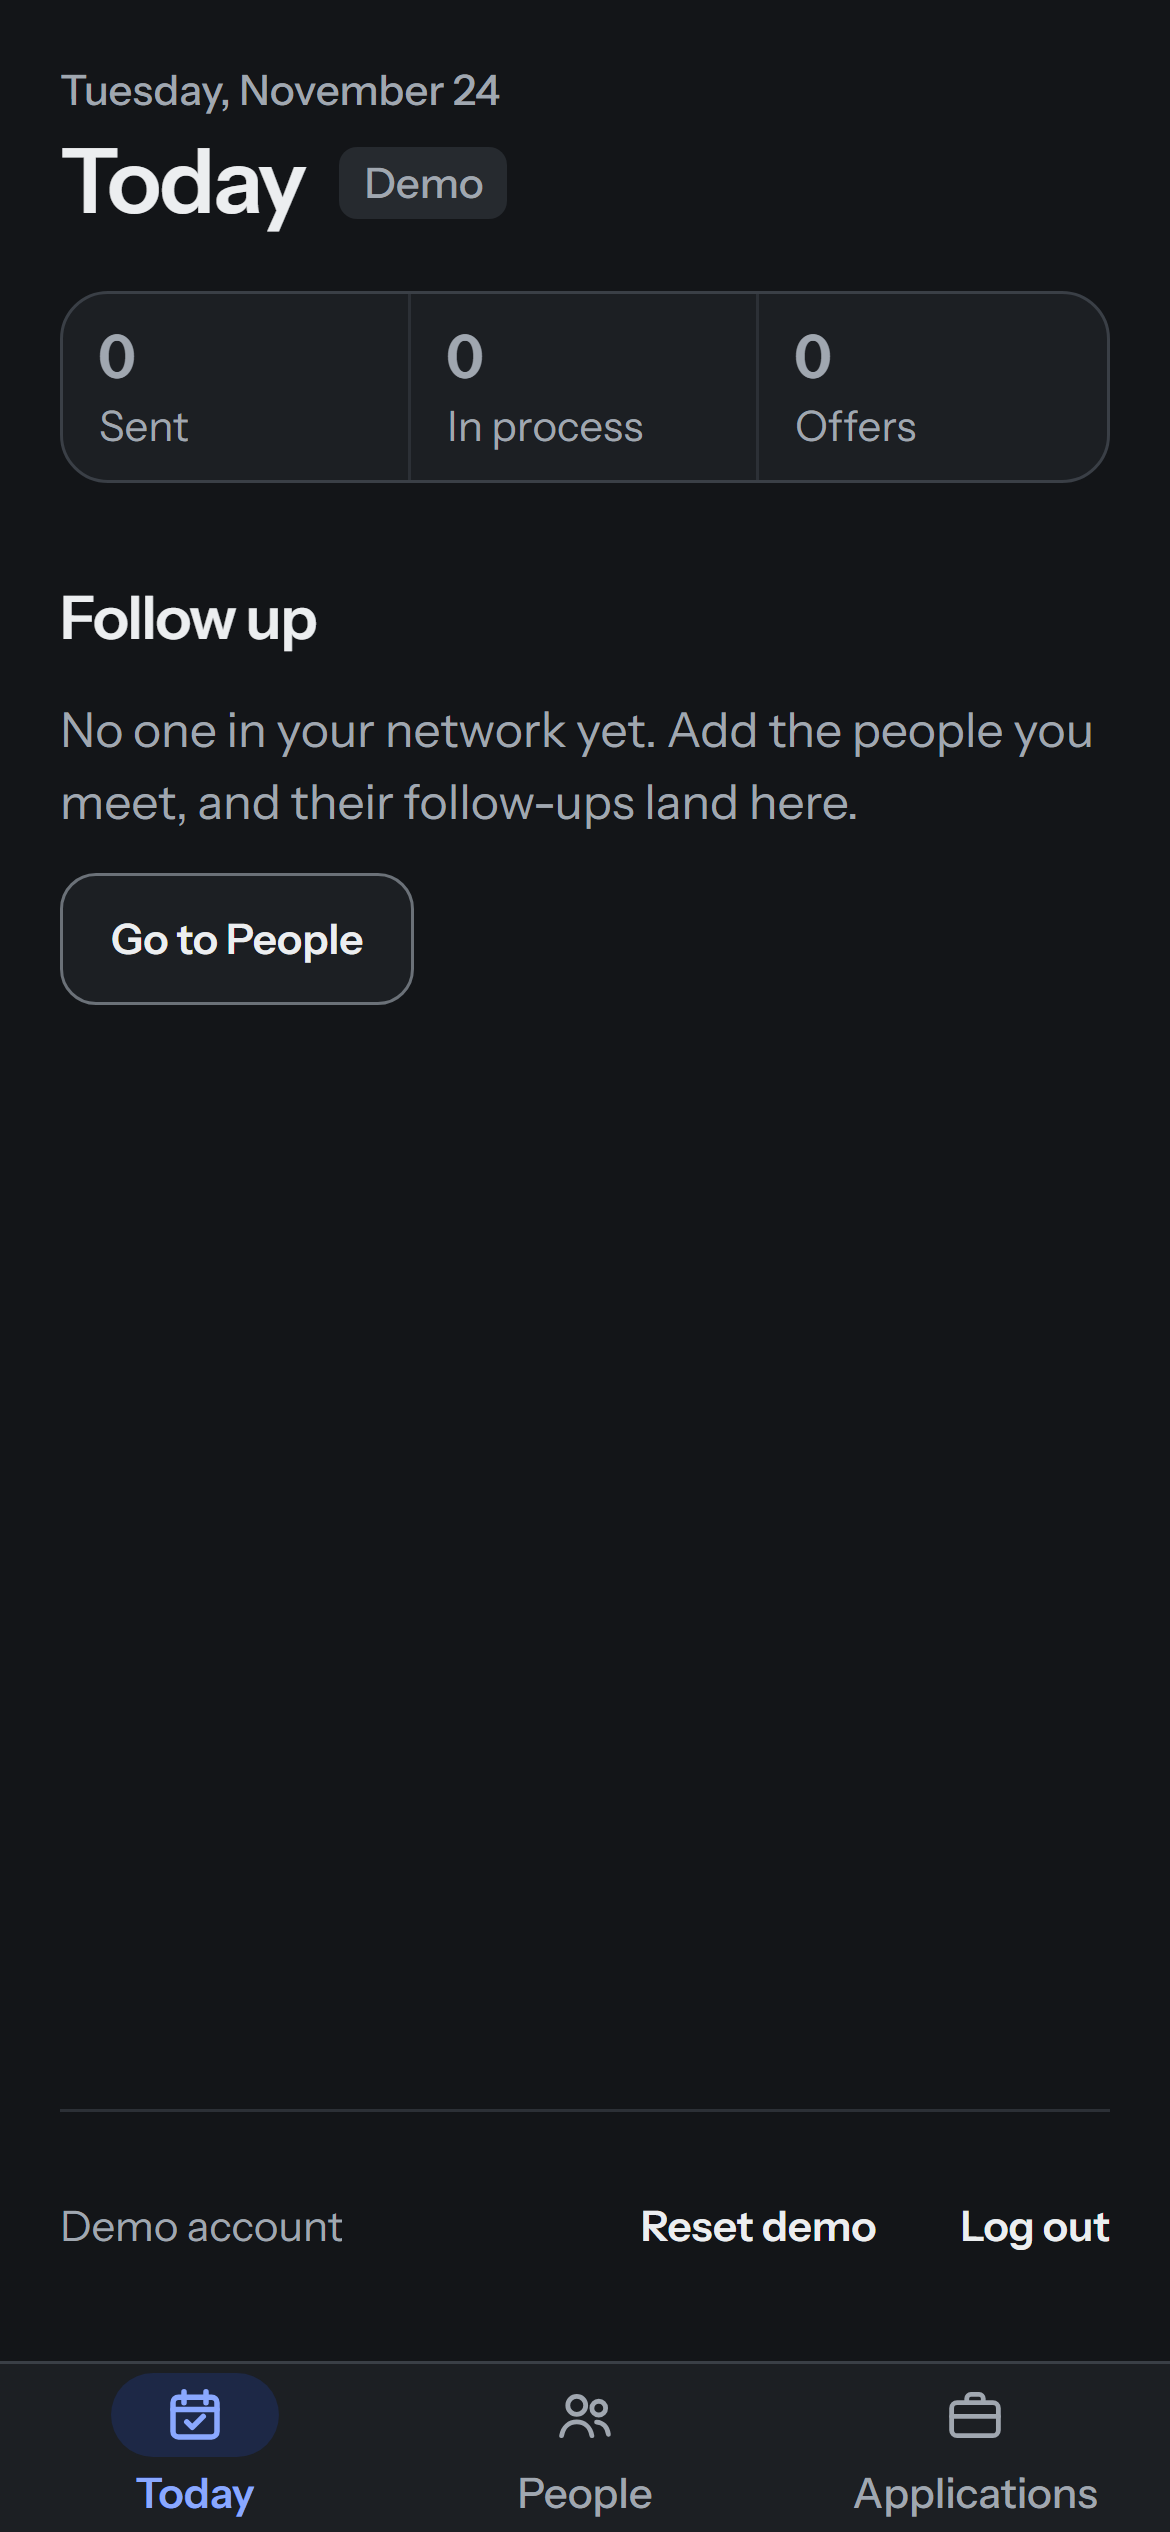 Tuesday, November 24
Today
Demo
0
Sent
0
In process
0
Offers
Follow up
No one in your network yet. Add the people you
meet, and their follow-ups land here.
Go to People
Demo account
Reset demo
Log out
Today
People
Applications